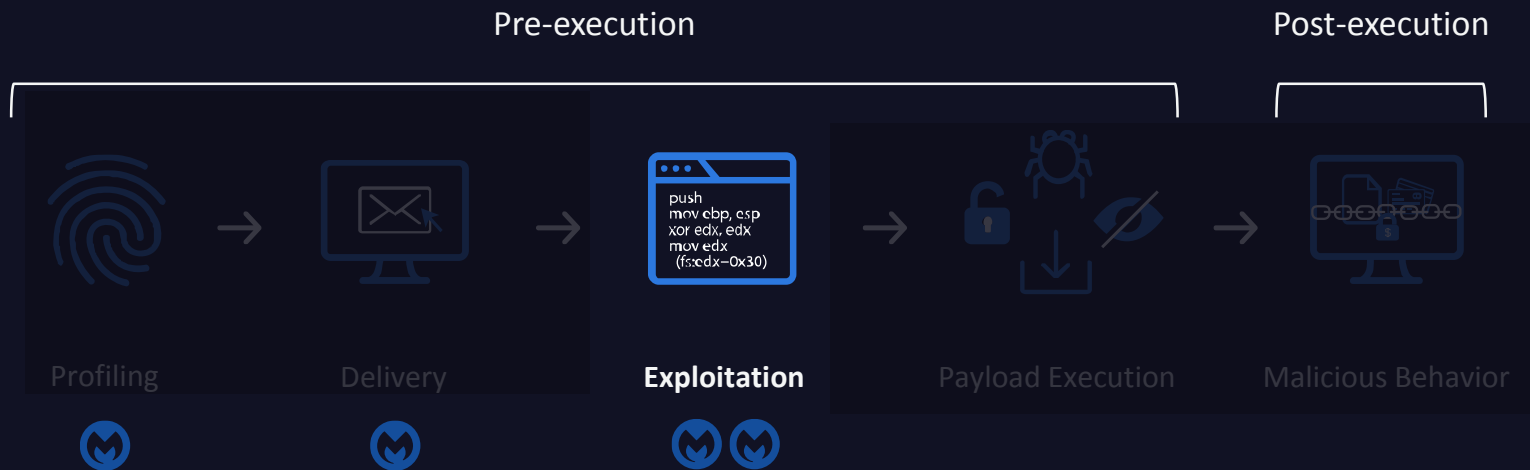 Pre-execution
Post-execution
push
mov ebp, esp
xor edx, edx
mov edx
(fs:edx–0x30)
$
Profiling
Delivery
Exploitation
Payload Execution
Malicious Behavior